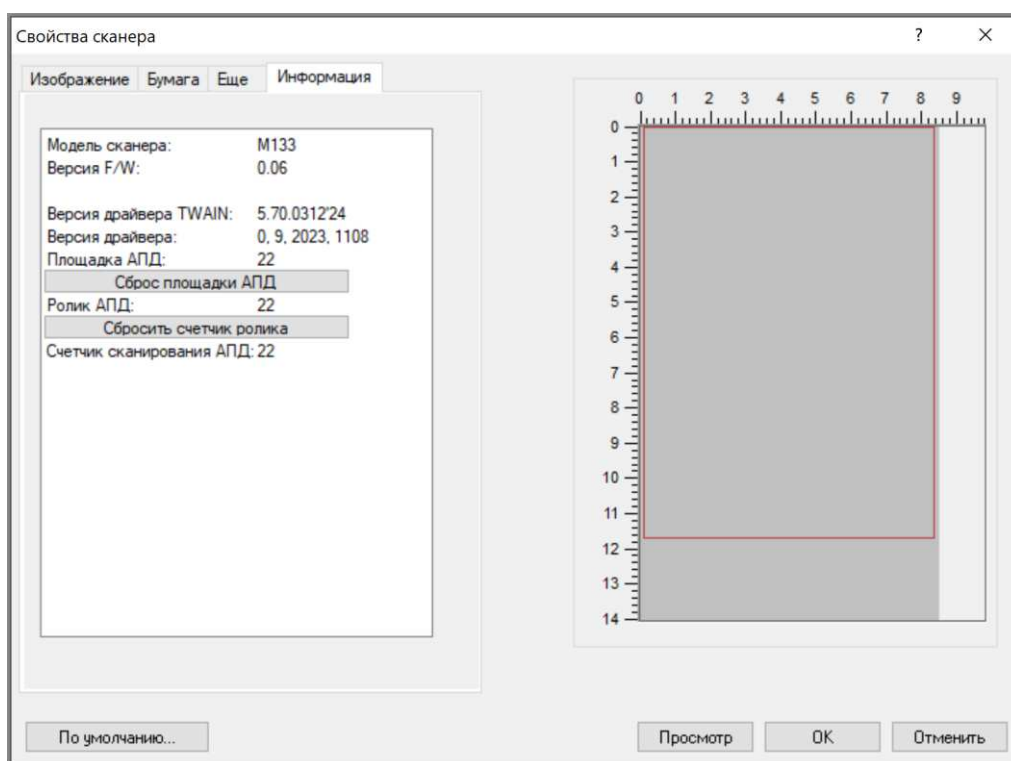 Свойства сканера ? ×
Изображение Бумага Еще Информация
Модель сканера: M133
Версия F/W: 0.06
Версия драйвера TWAIN: 5.70.0312'24
Версия драйвера: 0, 9, 2023, 1108
Площадка АПД: 22
Сброс площадки АПД
Ролик АПД: 22
Сбросить счетчик ролика
Счетчик сканирования АПД: 22
0 1 2 3 4 5 6 7 8 9
0
1
2
3
4
5
6
7
8
9
10
11
12
13
14
По умолчанию... Просмотр OK Отменить